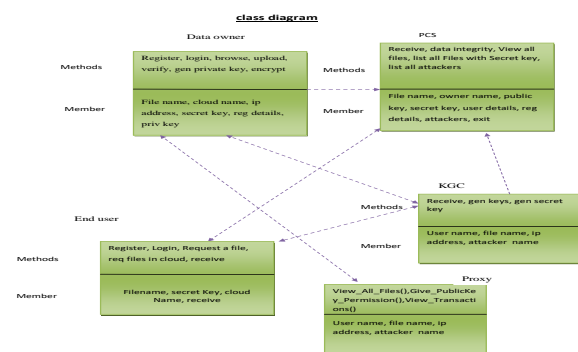 class diagram
Data owner
Methods
Register, login, browse, upload,
verify, gen private key, encrypt
Member
File name, cloud name, ip
address, secret key, reg details,
priv key
PCS
Methods
Receive, data integrity, View all
files, list all Files with Secret key,
list all attackers
Member
File name, owner name, public
key, secret key, user details, reg
details, attackers, exit
KGC
Methods
Receive, gen keys, gen secret
key
Member
User name, file name, ip
address, attacker name
End user
Methods
Register, Login, Request a file,
req files in cloud, receive
Member
Filename, secret Key, cloud
Name, receive
Proxy
View_All_Files(),Give_PublicKe
y_Permission(),View_Transacti
ons()
User name, file name, ip
address, attacker name